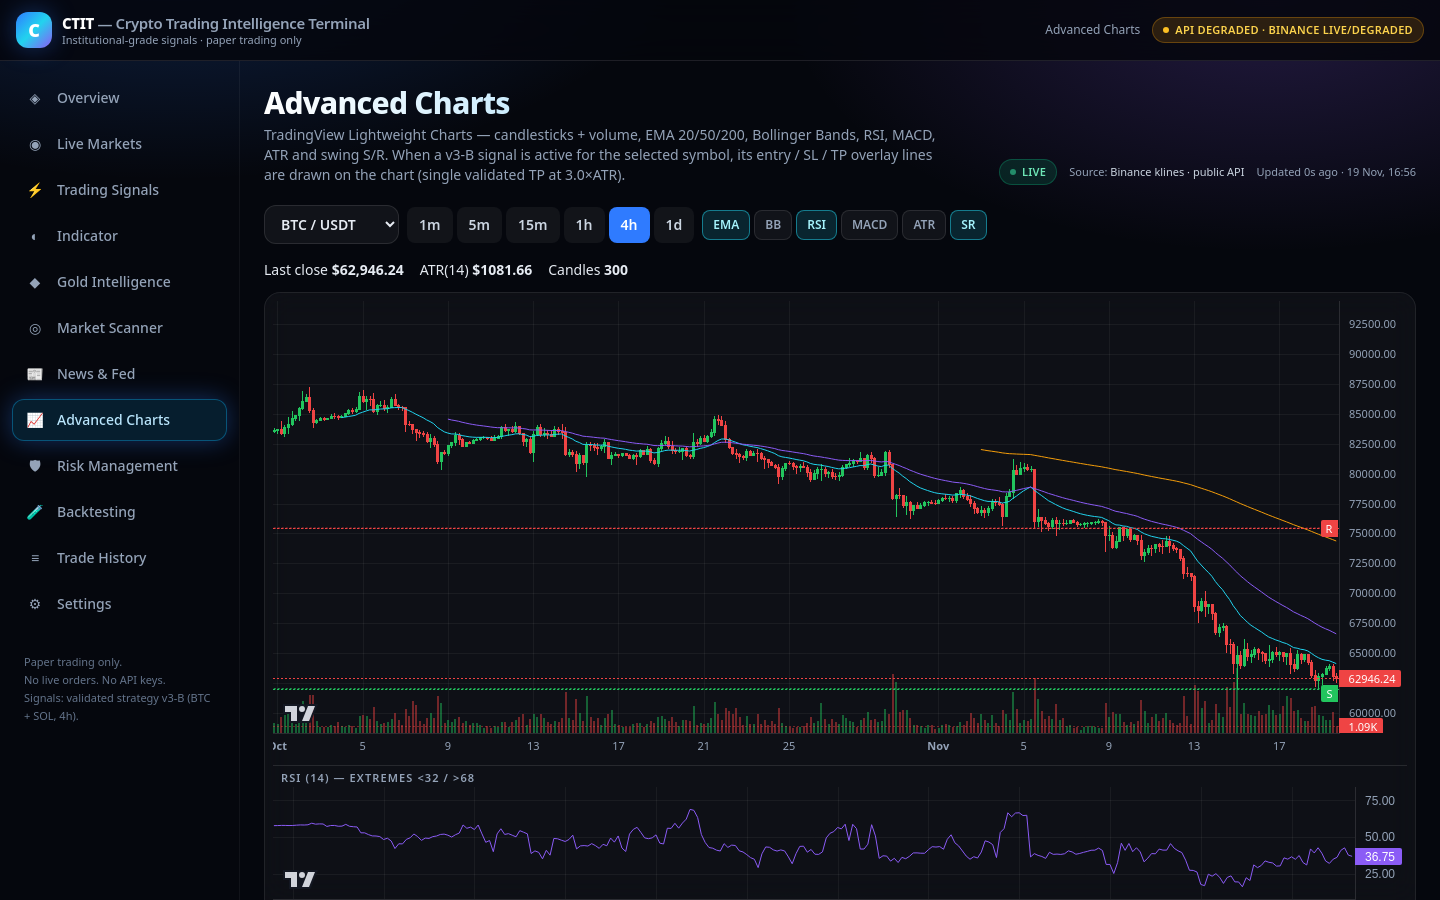 C
CTIT — Crypto Trading Intelligence Terminal
Institutional-grade signals · paper trading only
Advanced Charts
API DEGRADED · BINANCE LIVE/DEGRADED
Overview
Live Markets
Trading Signals
Indicator
Gold Intelligence
Market Scanner
News & Fed
Advanced Charts
Risk Management
Backtesting
Trade History
Settings
Paper trading only.
No live orders. No API keys.
Signals: validated strategy v3-B (BTC
+ SOL, 4h).
Advanced Charts
TradingView Lightweight Charts — candlesticks + volume, EMA 20/50/200, Bollinger Bands, RSI, MACD,
ATR and swing S/R. When a v3-B signal is active for the selected symbol, its entry / SL / TP overlay lines
are drawn on the chart (single validated TP at 3.0×ATR).
LIVE
Source: Binance klines · public API
Updated 0s ago · 19 Nov, 16:56
BTC / USDT
1m
5m
15m
1h
4h
1d
EMA
BB
RSI
MACD
ATR
SR
Last close $62,946.24
ATR(14) $1081.66
Candles 300
92500.00
90000.00
87500.00
85000.00
82500.00
80000.00
77500.00
R
75000.00
72500.00
70000.00
67500.00
65000.00
62946.24
S
60000.00
1.09K
Oct
5
9
13
17
21
25
Nov
5
9
13
17
RSI (14) — EXTREMES <32 / >68
75.00
50.00
36.75
25.00